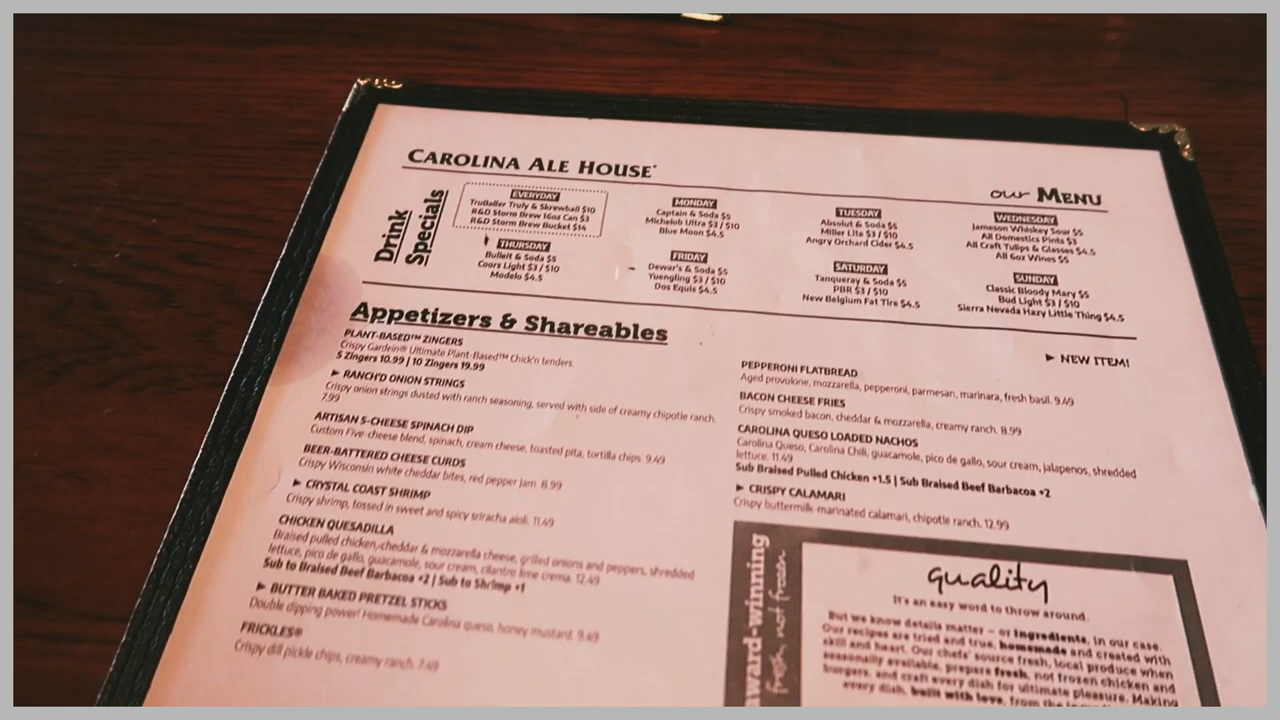 CAROLINA ALE HOUSE
our MENU
Drink
Specials
EVERYDAY
TruBaller Truly & Skrewball $10
R&D Storm Brew 16oz Can $3
R&D Storm Brew Bucket $14
MONDAY
Captain & Soda $5
Michelob Ultra $3 / $10
Blue Moon $4.5
TUESDAY
Absolut & Soda $5
Miller Lite $3 / $10
Angry Orchard Cider $4.5
WEDNESDAY
Jameson Whiskey Sour $5
All Domestics Pints $3
All Craft Tulips & Glasses $4.5
All 6oz Wines $5
THURSDAY
Bulleit & Soda $5
Coors Light $3 / $10
Modelo $4.5
FRIDAY
Dewar's & Soda $5
Yuengling $3 / $10
Dos Equis $4.5
SATURDAY
Tanqueray & Soda $5
PBR $3 / $10
New Belgium Fat Tire $4.5
SUNDAY
Classic Bloody Mary $5
Bud Light $3 / $10
Sierra Nevada Hazy Little Thing $4.5
Appetizers & Shareables
► NEW ITEM!
PLANT-BASED™ ZINGERS
Crispy Gardein® Ultimate Plant-Based™ Chick'n tenders.
5 Zingers 10.99 | 10 Zingers 19.99
► RANCH'D ONION STRINGS
Crispy onion strings dusted with ranch seasoning, served with side of creamy chipotle ranch.
7.99
ARTISAN 5-CHEESE SPINACH DIP
Custom Five-cheese blend, spinach, cream cheese, toasted pita, tortilla chips. 9.49
BEER-BATTERED CHEESE CURDS
Crispy Wisconsin white cheddar bites, red pepper jam. 8.99
► CRYSTAL COAST SHRIMP
Crispy shrimp, tossed in sweet and spicy sriracha aioli. 11.49
CHICKEN QUESADILLA
Braised pulled chicken,cheddar & mozzarella cheese, grilled onions and peppers, shredded
lettuce, pico de gallo, guacamole, sour cream, cilantro lime crema. 12.49
Sub to Braised Beef Barbacoa +2 | Sub to Shrimp +1
► BUTTER BAKED PRETZEL STICKS
Double dipping power! Homemade Carolina queso, honey mustard. 9.49
FRICKLES®
Crispy dill pickle chips, creamy ranch. 7.49
PEPPERONI FLATBREAD
Aged provolone, mozzarella, pepperoni, parmesan, marinara, fresh basil. 9.49
BACON CHEESE FRIES
Crispy smoked bacon, cheddar & mozzarella, creamy ranch. 8.99
CAROLINA QUESO LOADED NACHOS
Carolina Queso, Carolina Chili, guacamole, pico de gallo, sour cream, jalapenos, shredded
lettuce. 11.49
Sub Braised Pulled Chicken +1.5 | Sub Braised Beef Barbacoa +2
► CRISPY CALAMARI
Crispy buttermilk-marinated calamari, chipotle ranch. 12.99
award-winning
fresh, not frozen
quality
It's an easy word to throw around.
But we know details matter – or ingredients, in our case.
Our recipes are tried and true, homemade and created with
skill and heart. Our chefs' source fresh, local produce when
seasonally available, prepare fresh, not frozen chicken and
burgers, and craft every dish for ultimate pleasure. Making
every dish, built with love, from the